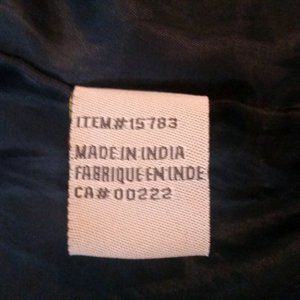 ITEM#15783
MADE IN INDIA
FABRIQUE EN INDE
CA# 00222